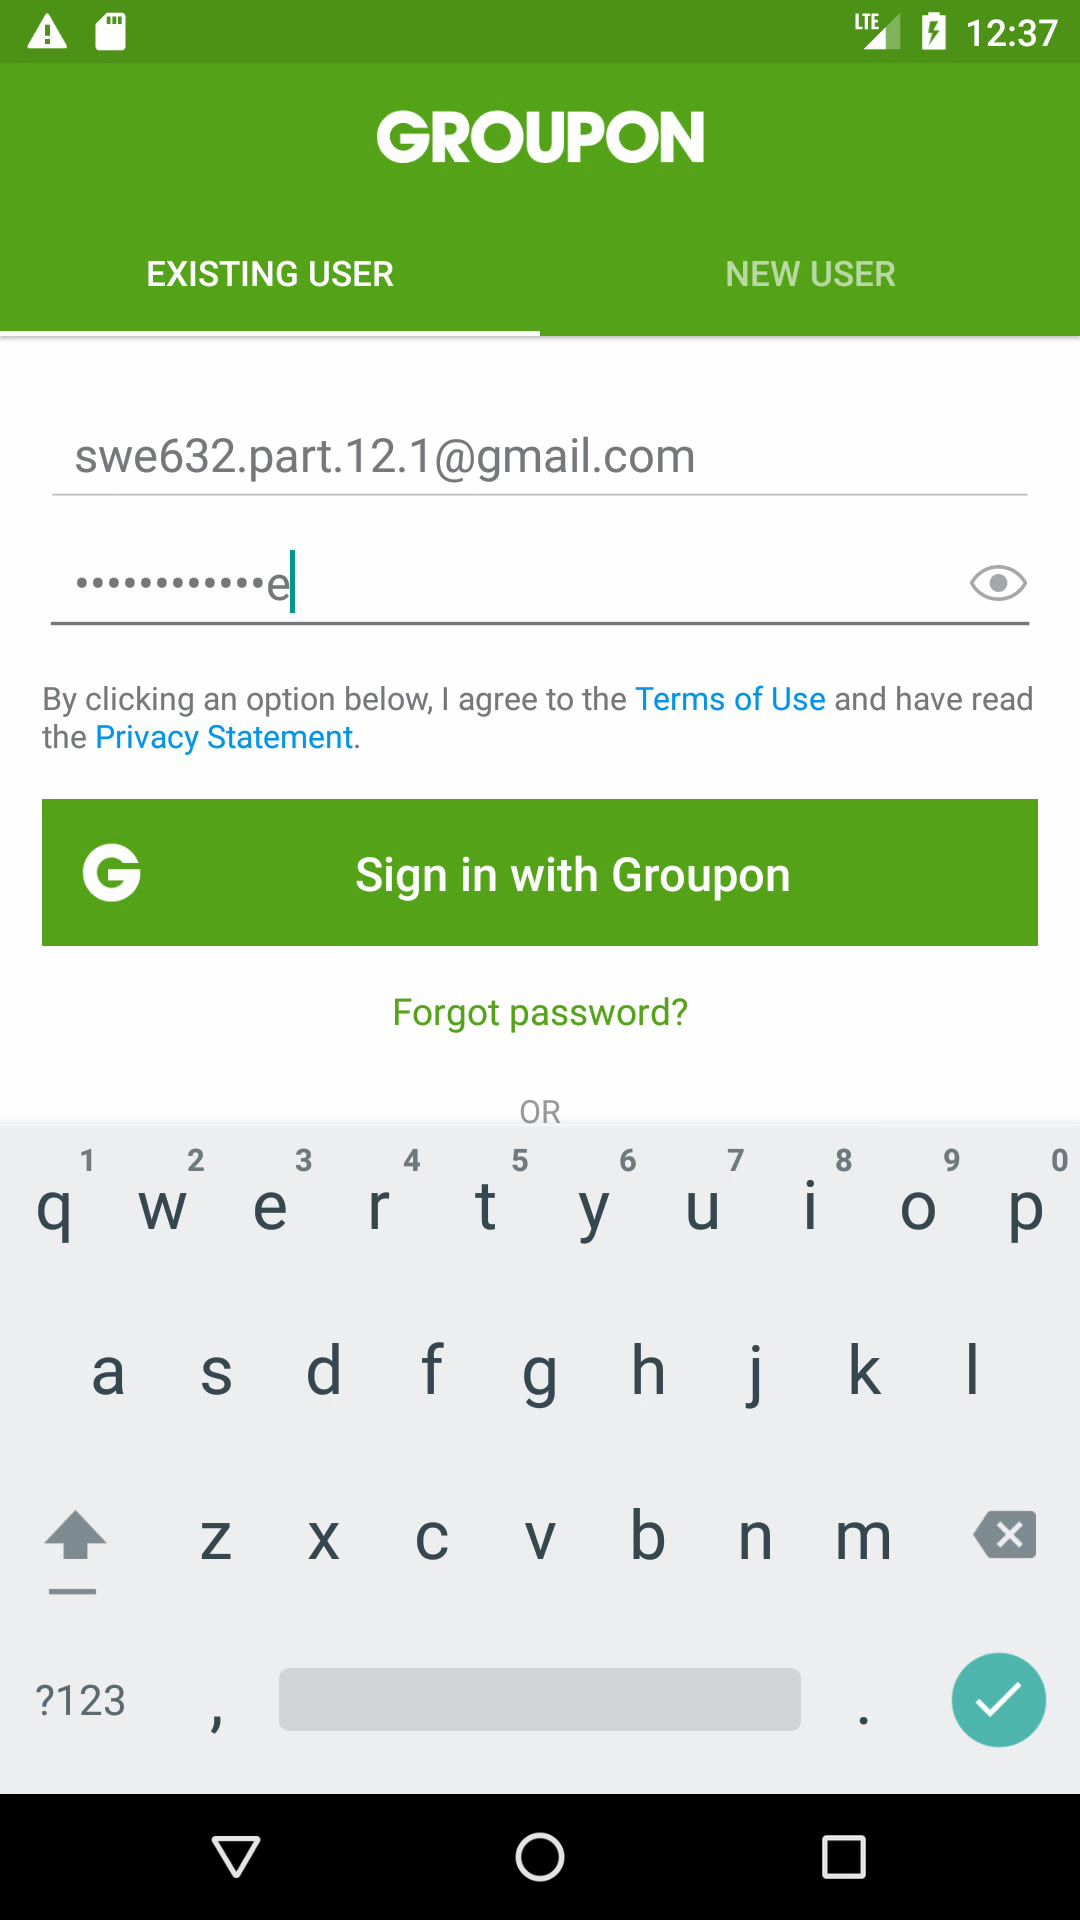 LTE 12:37
GROUPON
EXISTING USER NEW USER
swe632.part.12.1@gmail.com
••••••••••••e
By clicking an option below, I agree to the Terms of Use and have read
the Privacy Statement.
G Sign in with Groupon
Forgot password?
OR
1 2 3 4 5 6 7 8 9 0
q w e r t y u i o p
a s d f g h j k l
z x c v b n m
?123 , .